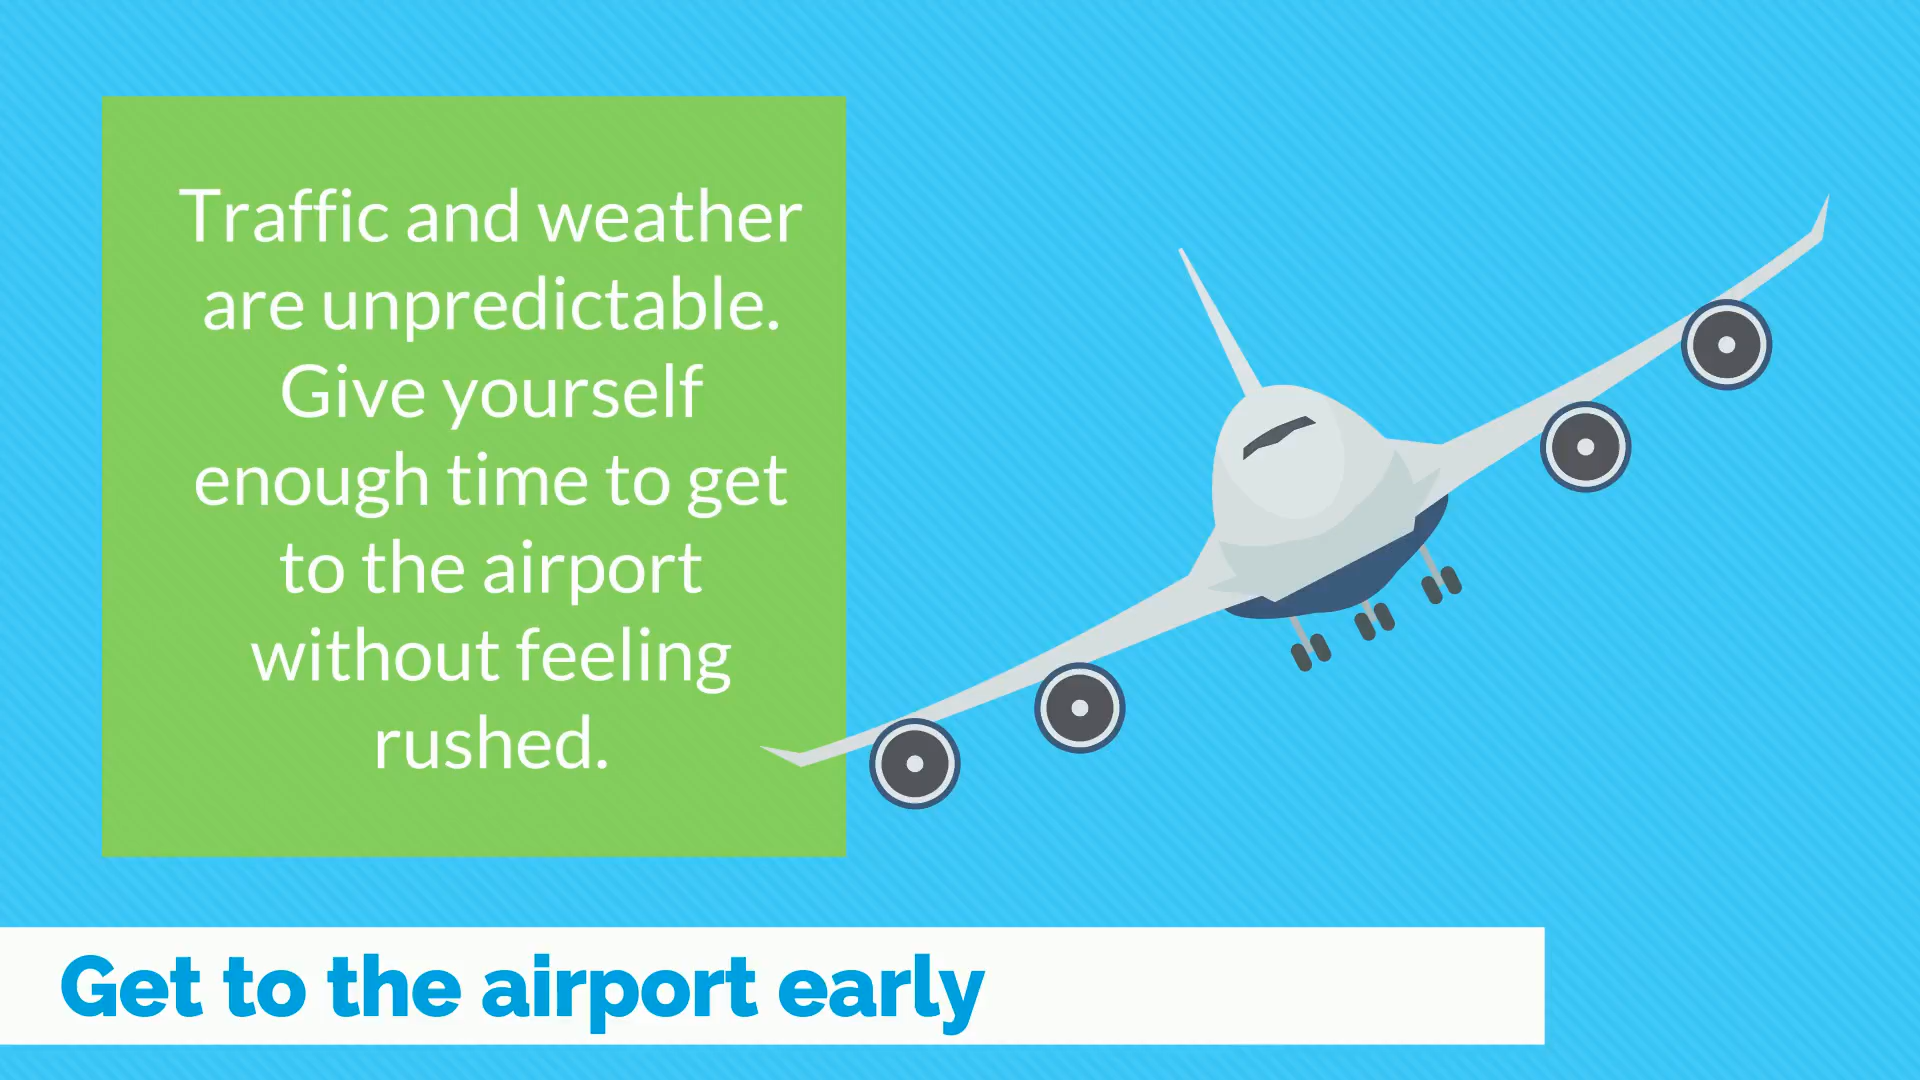 Traffic and weather
are unpredictable.
Give yourself
enough time to get
to the airport
without feeling
rushed.
Get to the airport early